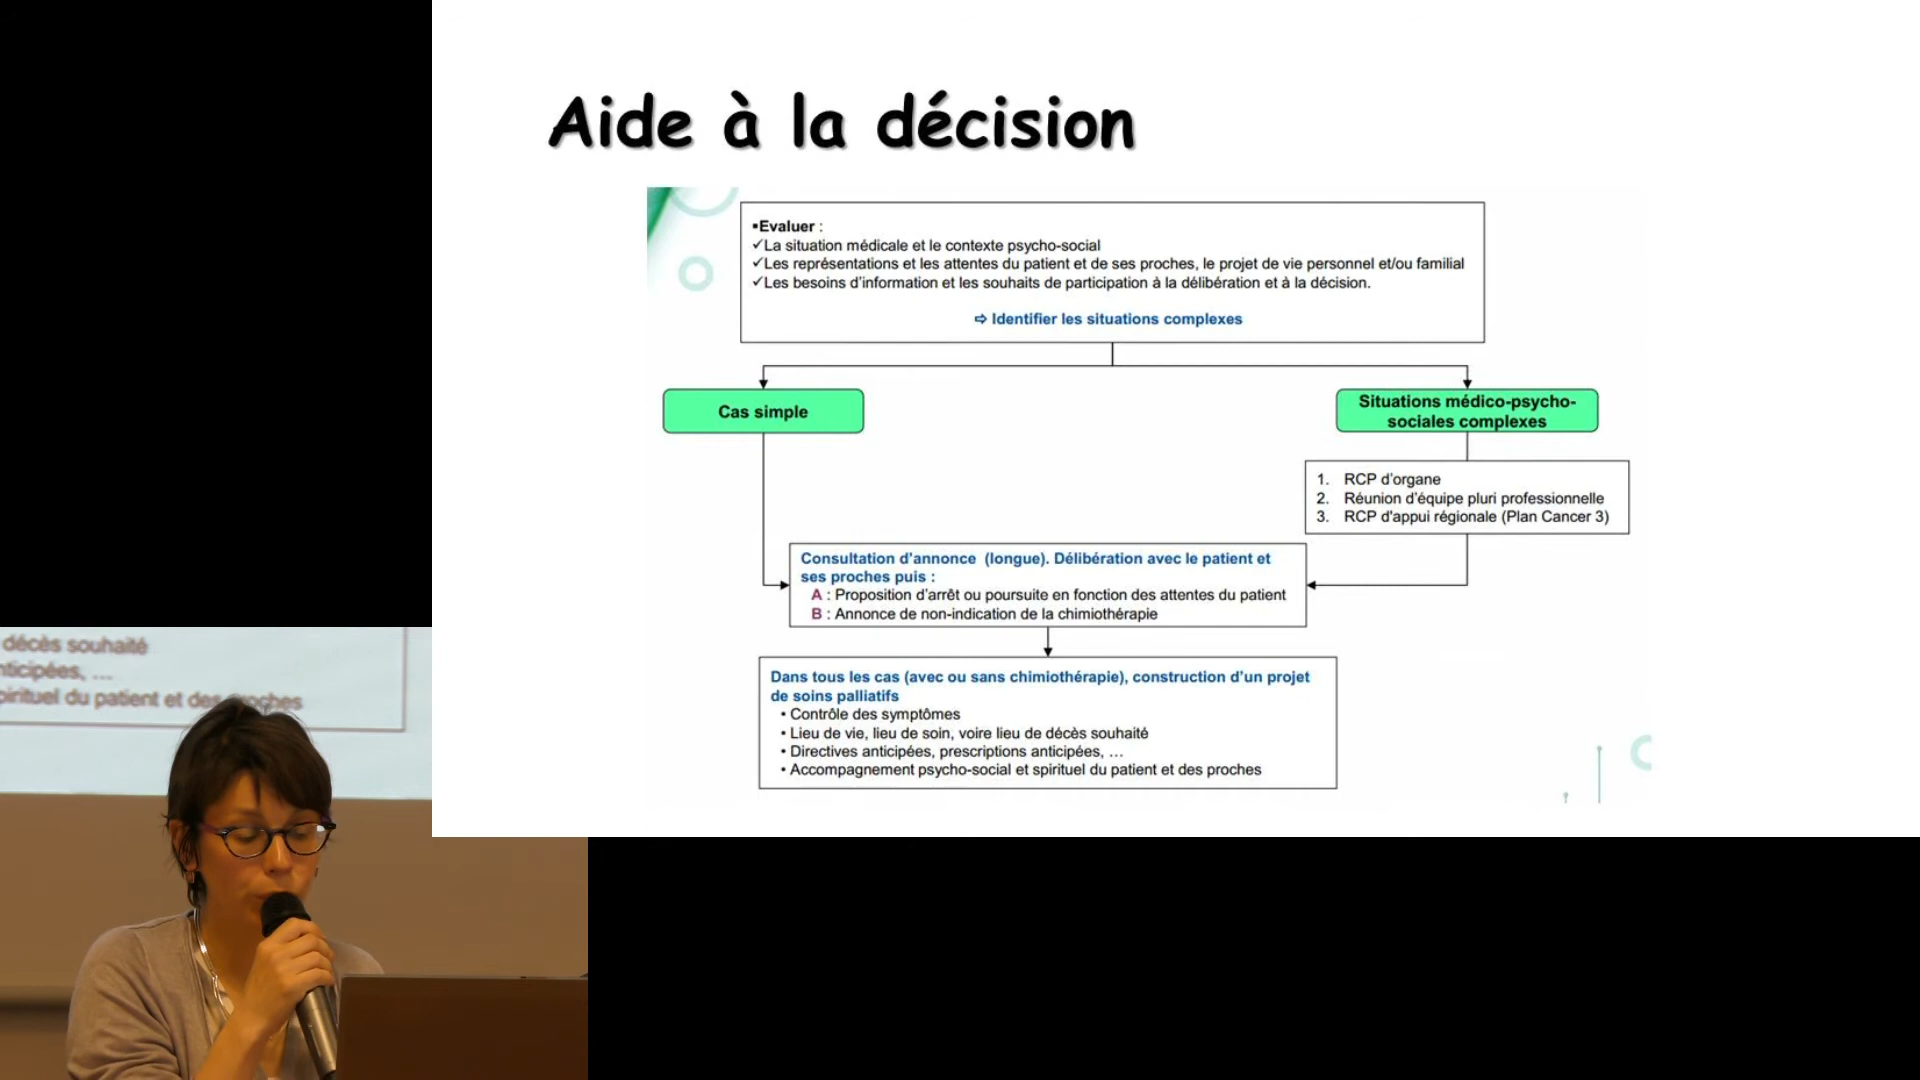 Aide à la décision
▪Evaluer :
✓La situation médicale et le contexte psycho-social
✓Les représentations et les attentes du patient et de ses proches, le projet de vie personnel et/ou familial
✓Les besoins d’information et les souhaits de participation à la délibération et à la décision.
⇨ Identifier les situations complexes
Cas simple
Situations médico-psycho-
sociales complexes
1. RCP d’organe
2. Réunion d’équipe pluri professionnelle
3. RCP d'appui régionale (Plan Cancer 3)
Consultation d’annonce (longue). Délibération avec le patient et
ses proches puis :
A : Proposition d’arrêt ou poursuite en fonction des attentes du patient
B : Annonce de non-indication de la chimiothérapie
Dans tous les cas (avec ou sans chimiothérapie), construction d’un projet
de soins palliatifs
• Contrôle des symptômes
• Lieu de vie, lieu de soin, voire lieu de décès souhaité
• Directives anticipées, prescriptions anticipées, …
• Accompagnement psycho-social et spirituel du patient et des proches
décès souhaité
nticipées, ...
pirituel du patient et des proches